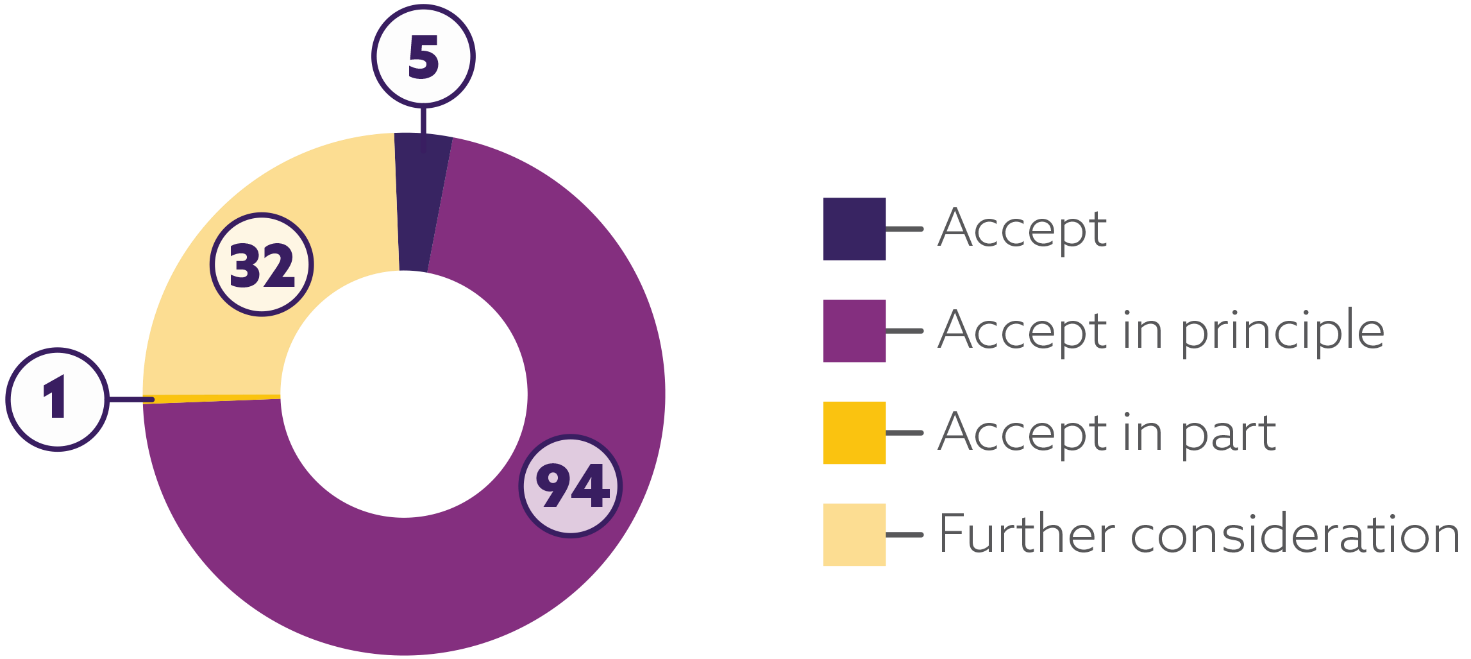 5
32
1
94
Accept
Accept in principle
Accept in part
Further consideration